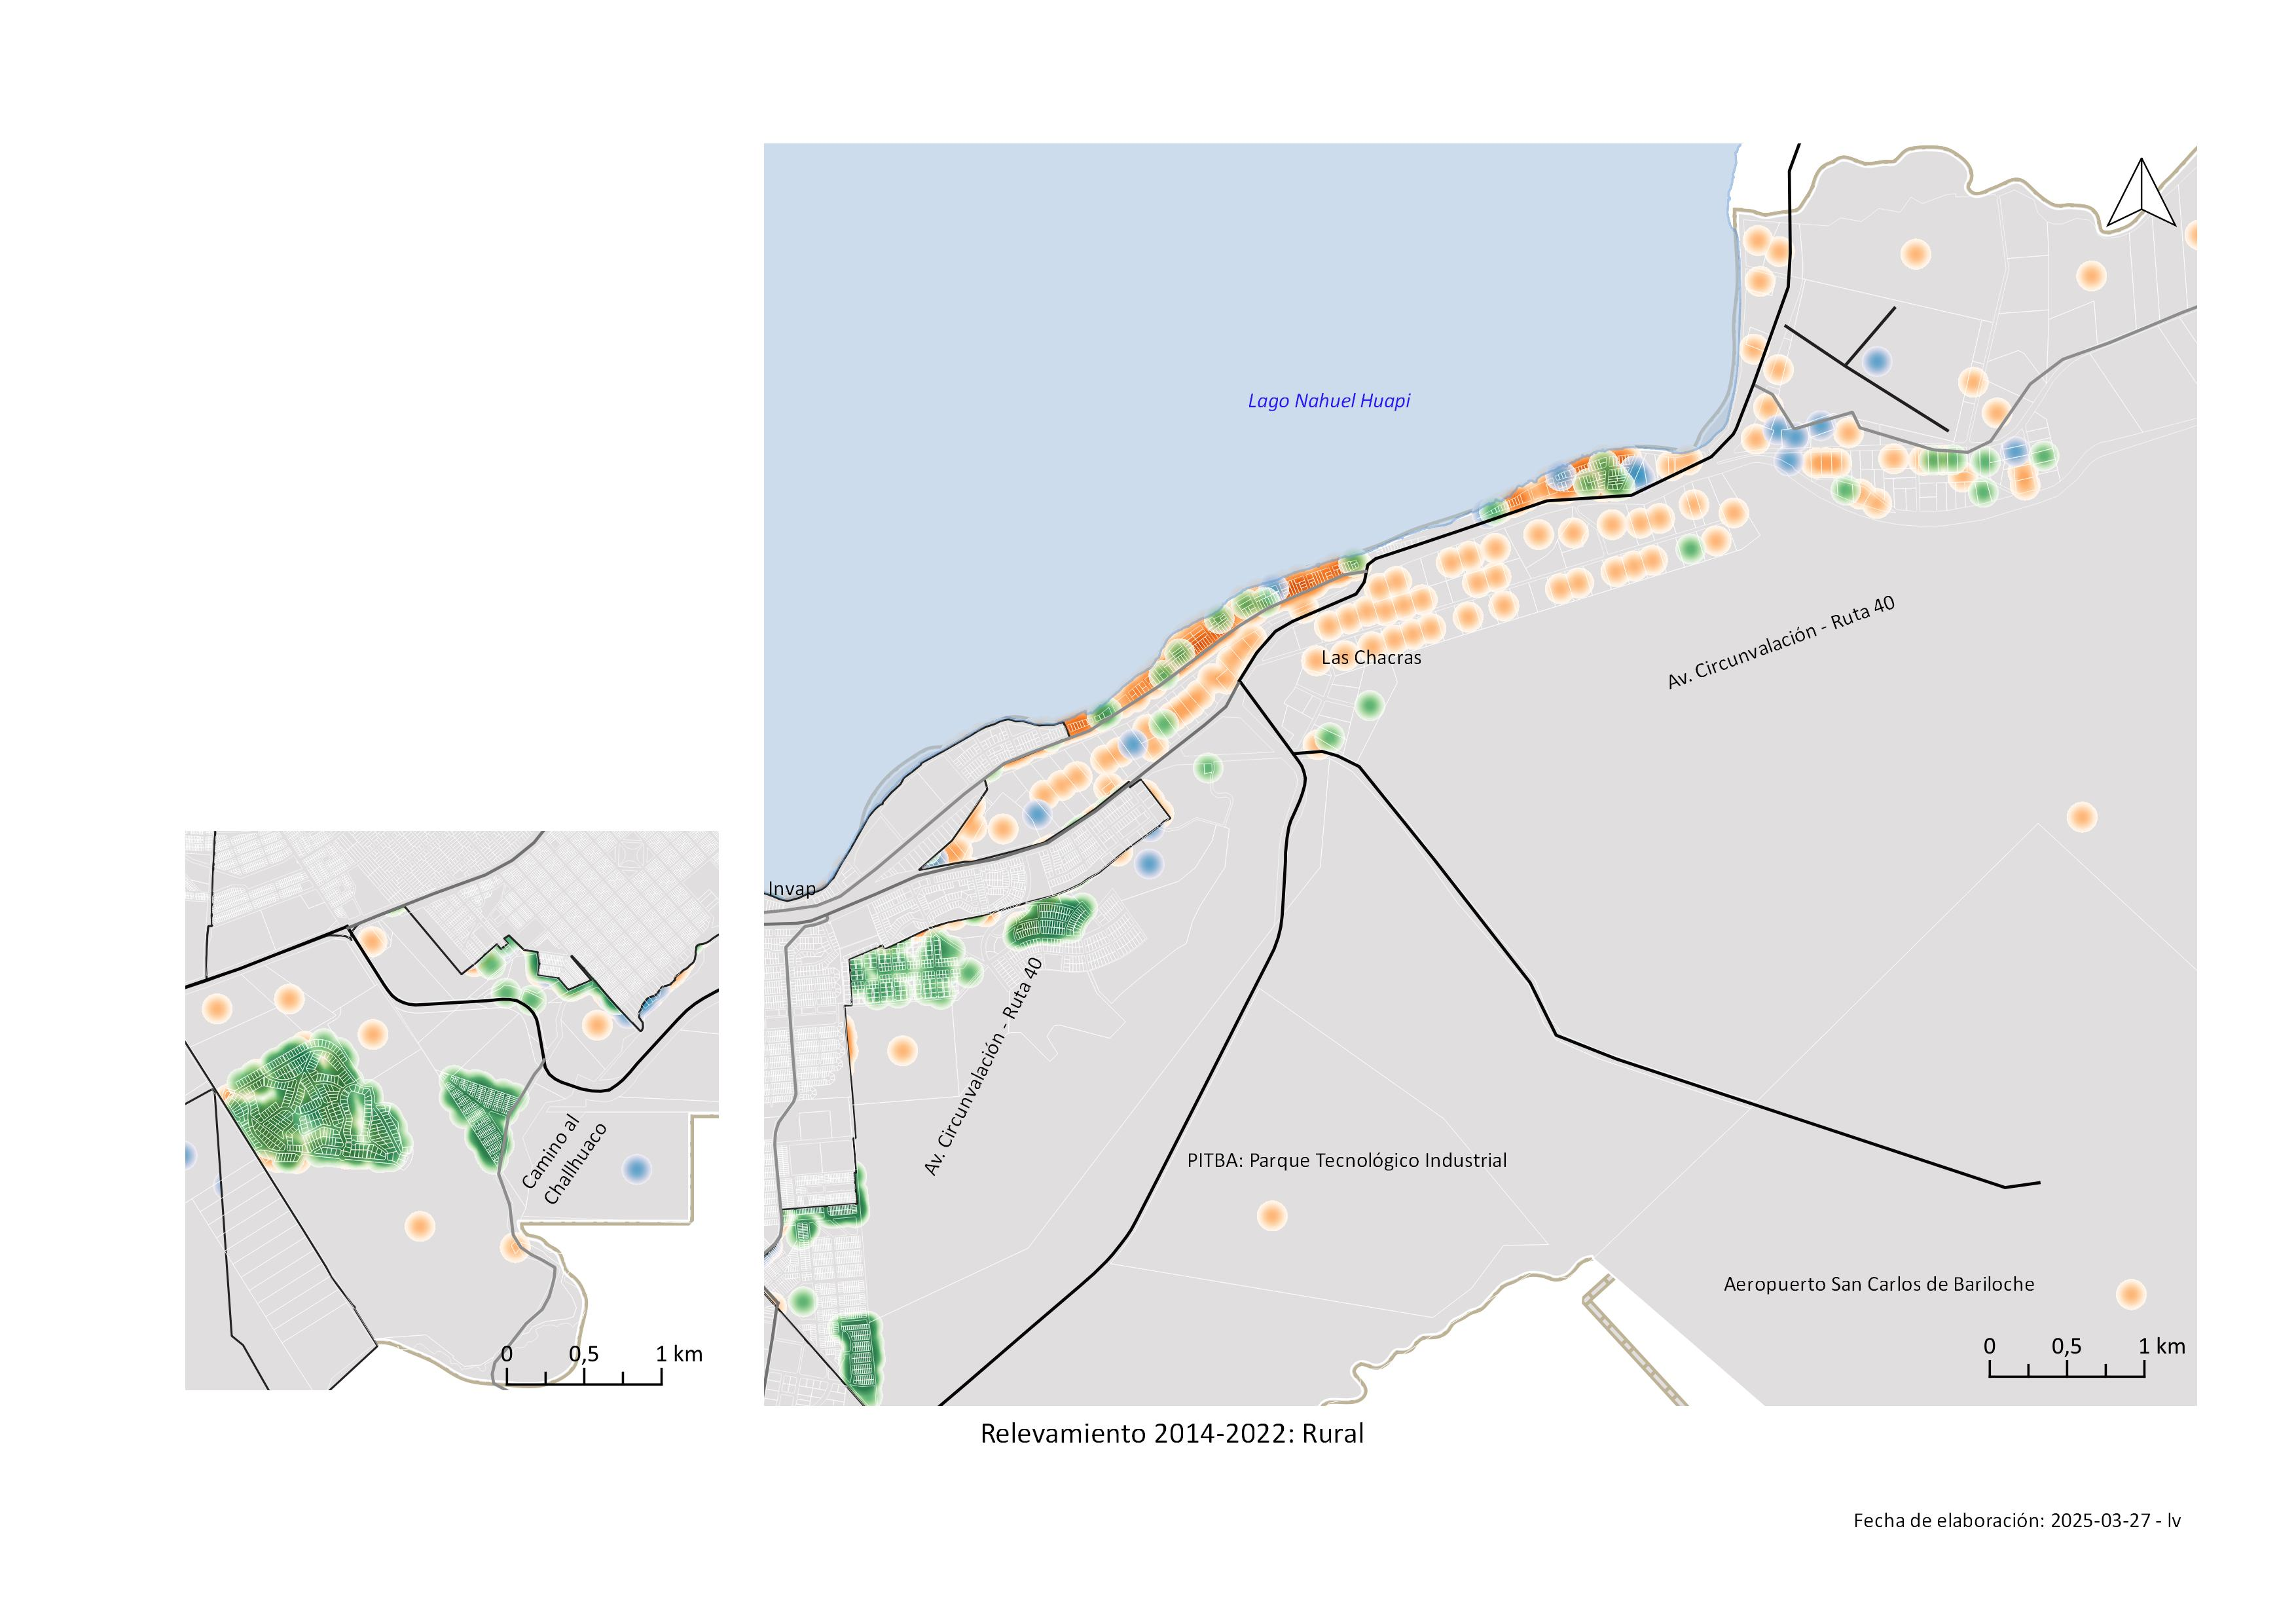 Lago Nahuel Huapi
Av. Circunvalación - Ruta 40
Las Chacras
Invap
Av. Circunvalación - Ruta 40
Camino al
Challhuaco
PITBA: Parque Tecnológico Industrial
Aeropuerto San Carlos de Bariloche
0 0,5 1 km
0 0,5 1 km
Relevamiento 2014-2022: Rural
Fecha de elaboración: 2025-03-27 - lv